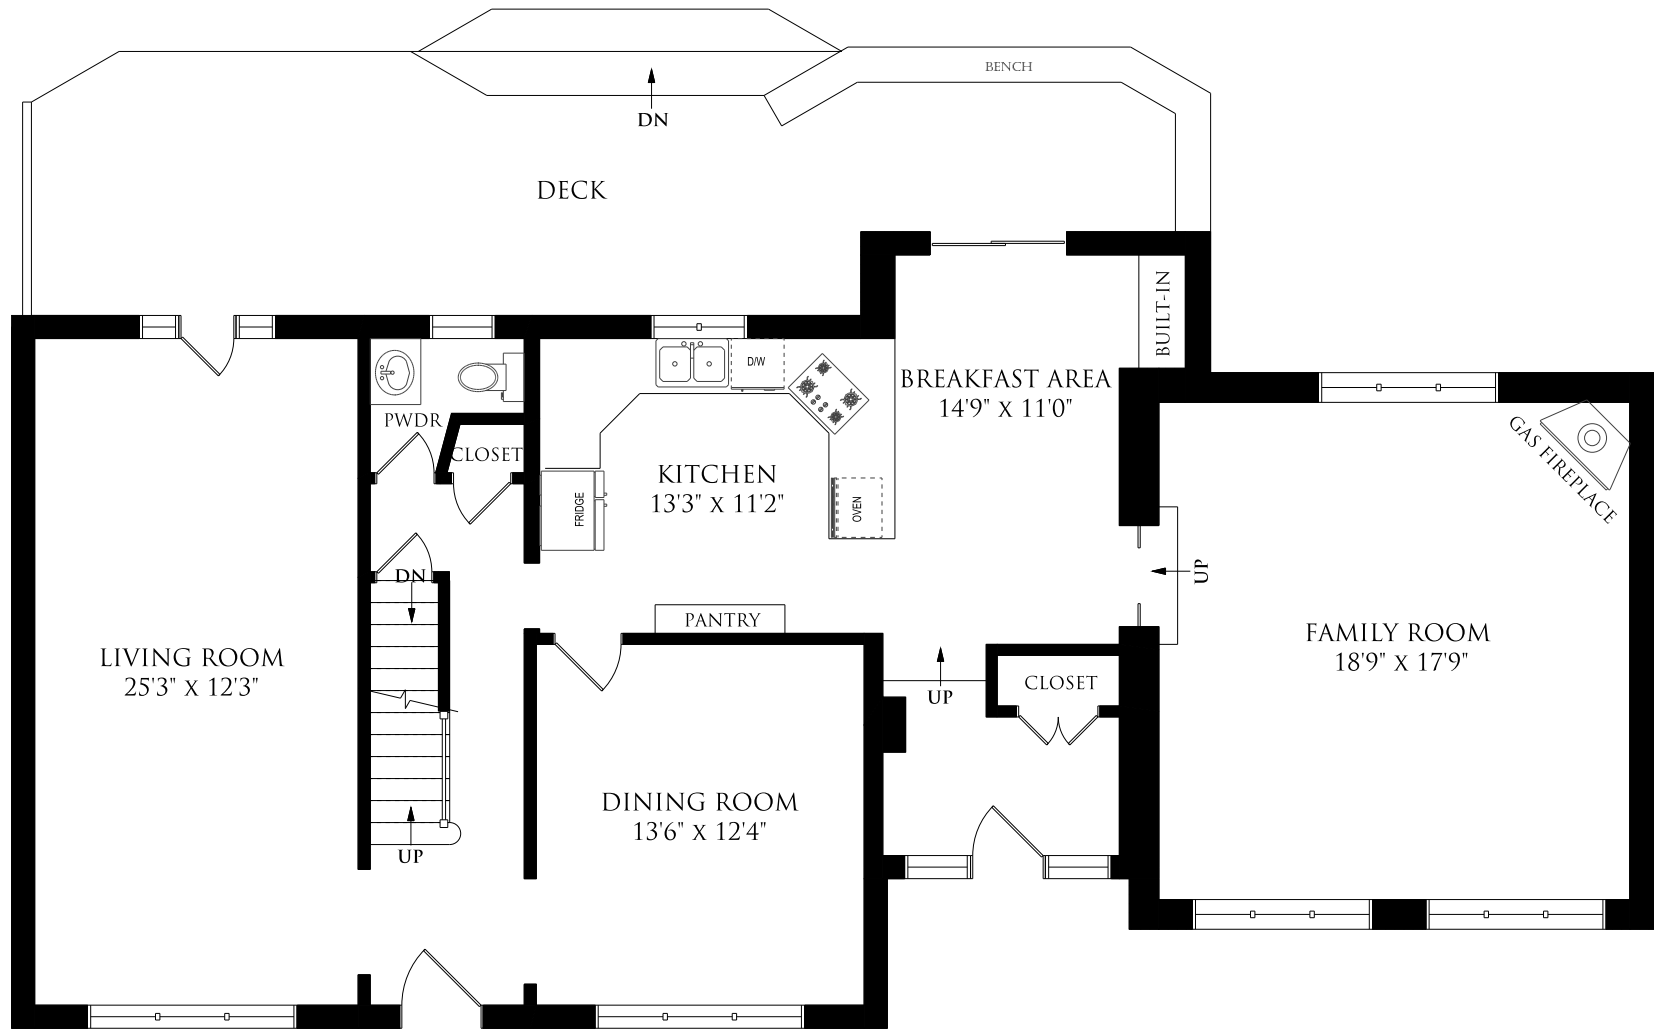 BENCH
DN
DECK
BUILT-IN
D/W
BREAKFAST AREA
14'9" X 11'0"
PWDR
CLOSET
GAS FIREPLACE
KITCHEN
13'3" X 11'2"
FRIDGE
OVEN
DN
UP
PANTRY
LIVING ROOM
25'3" X 12'3"
FAMILY ROOM
18'9" X 17'9"
CLOSET
UP
DINING ROOM
13'6" X 12'4"
UP